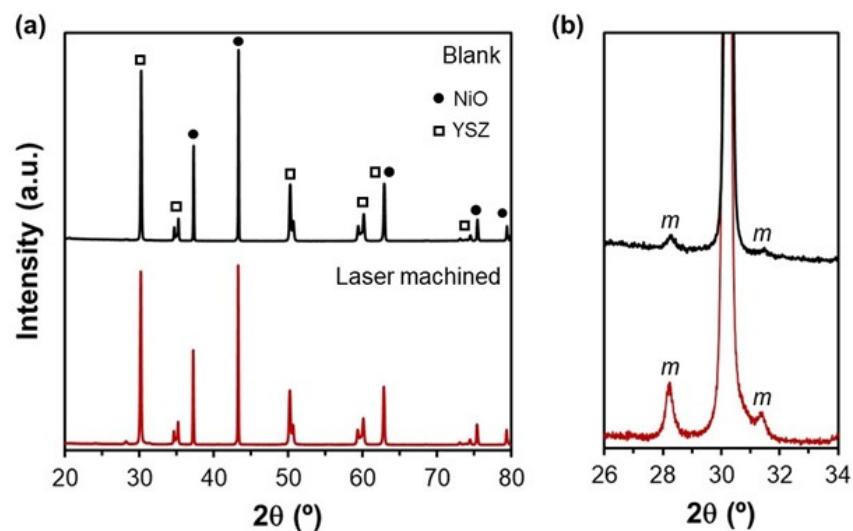 (a)
Blank
● NiO
□ YSZ
Laser machined
Intensity (a.u.)
20 30 40 50 60 70 80
2θ (º)
(b)
m
m
m
m
26 28 30 32 34
2θ (º)